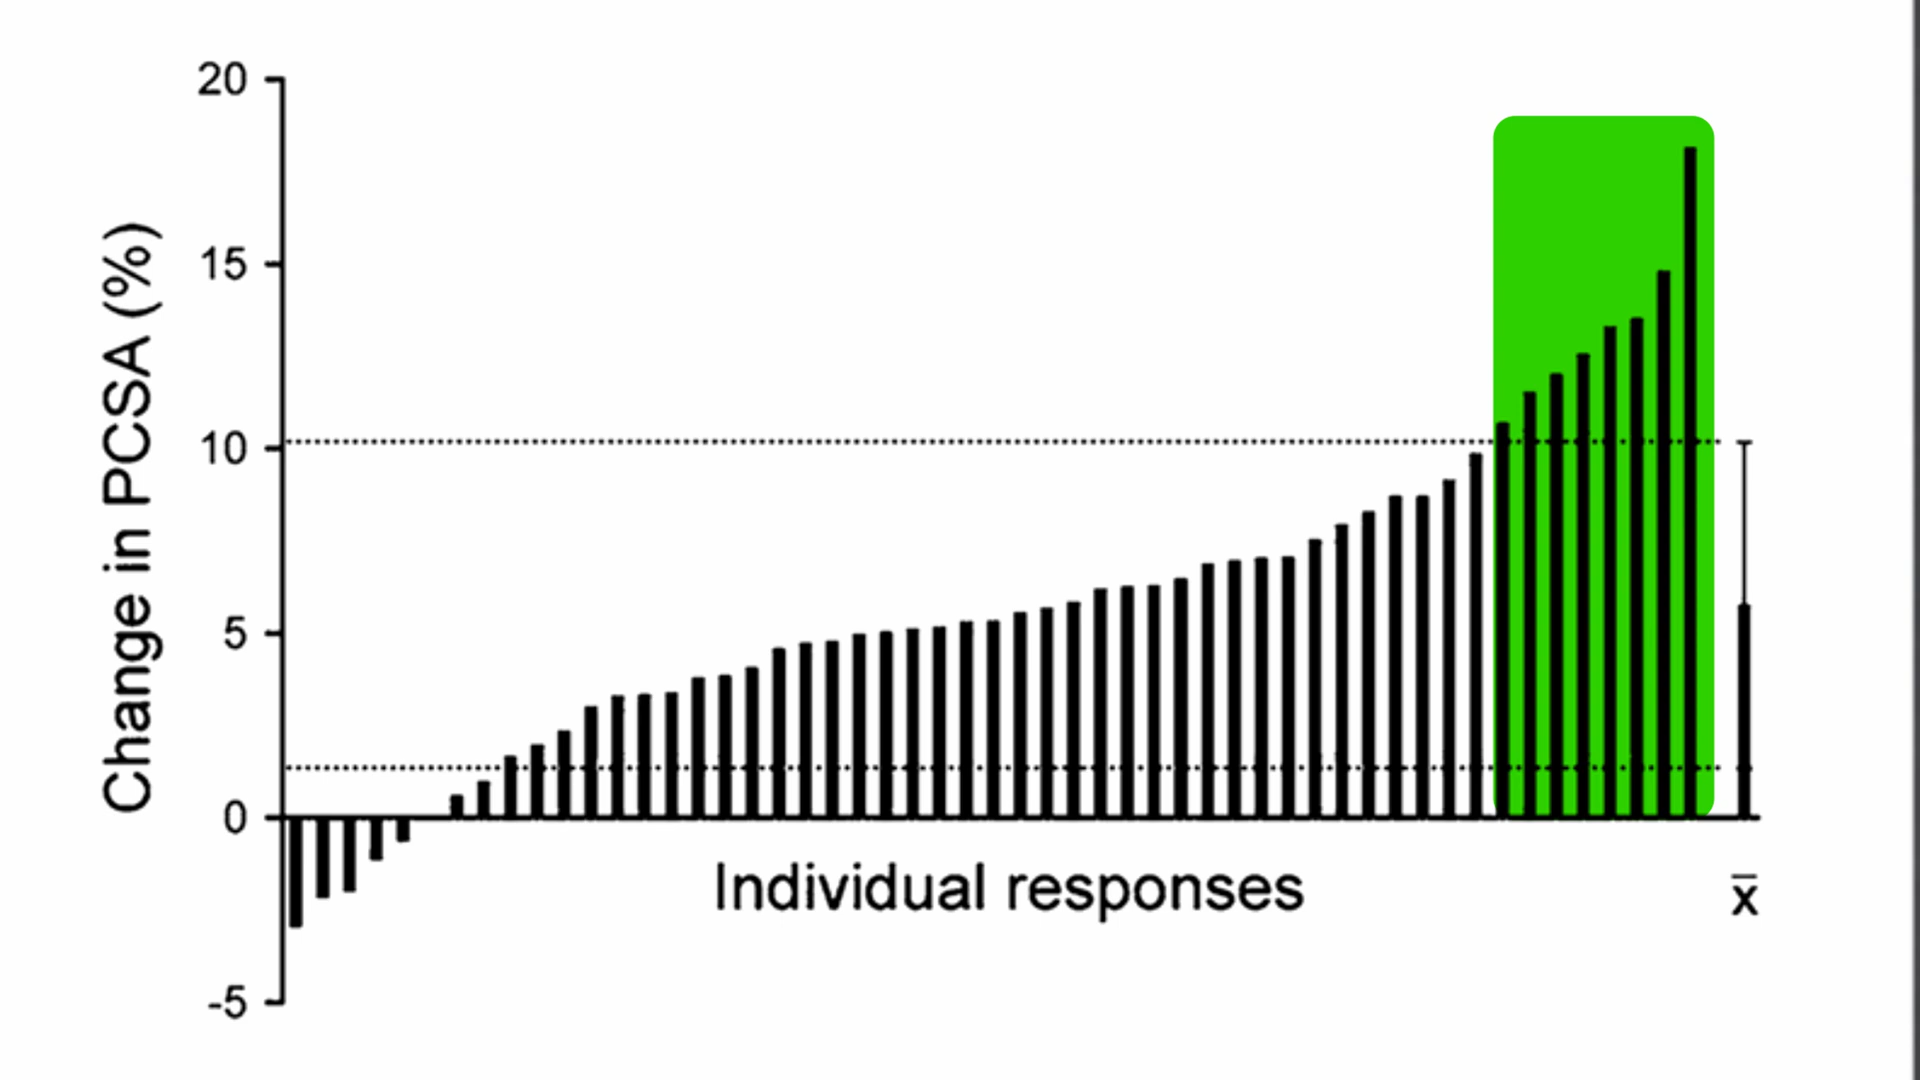 Change in PCSA (%)
20
15
10
5
0
-5
Individual responses
x̄